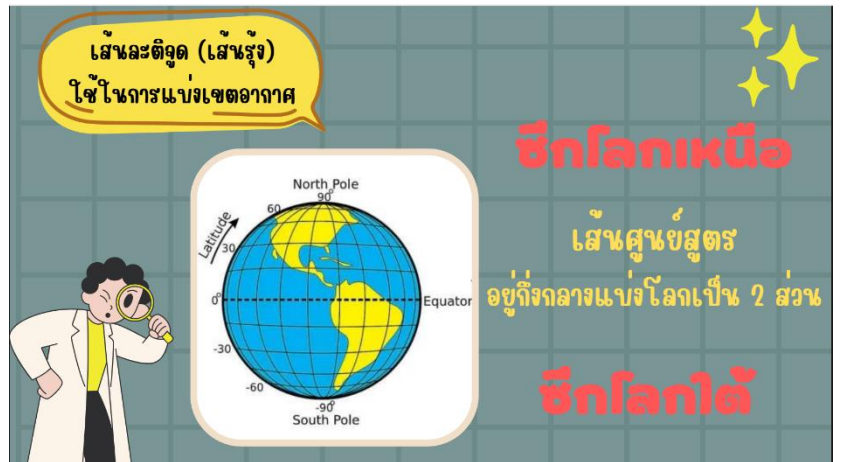 เส้นละติจูด (เส้นรุ้ง)
ใช้ในการแบ่งเขตอากาศ
ซีกโลกเหนือ
เส้นศูนย์สูตร
อยู่กึ่งกลางแบ่งโลกเป็น 2 ส่วน
ซีกโลกใต้
North Pole
90°
60
Latitude
30
0°
Equator
-30
-60
-90°
South Pole